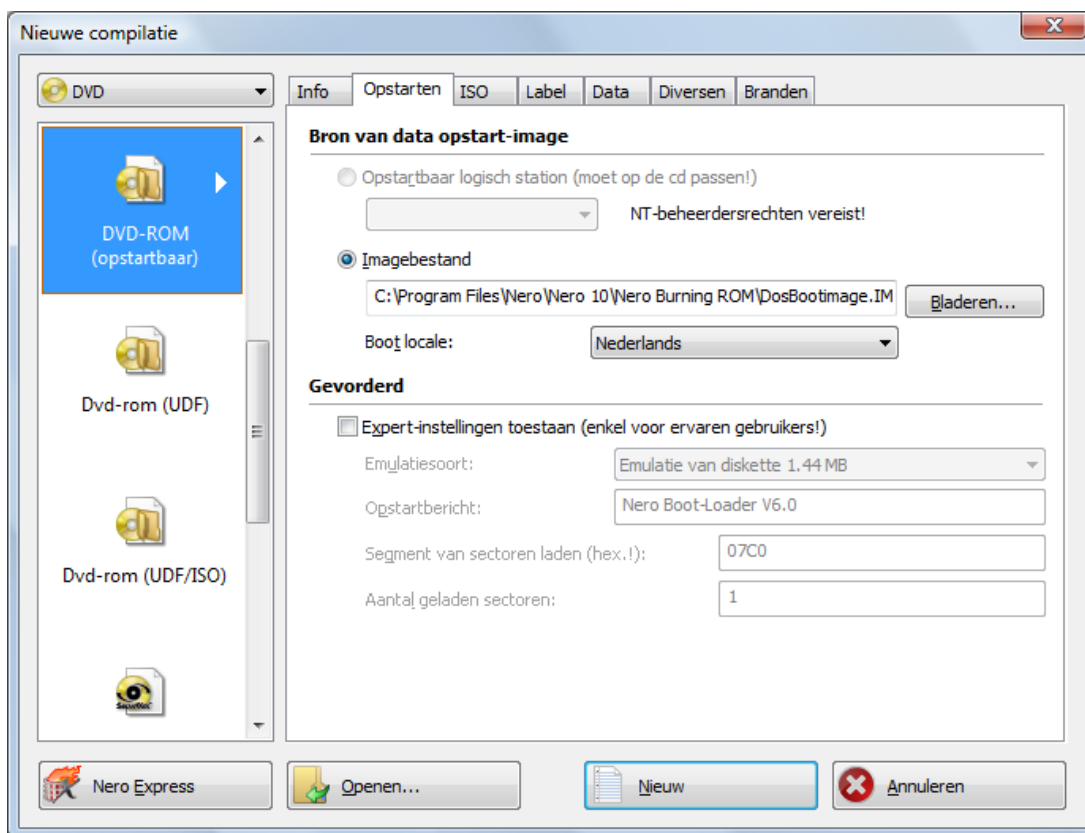 Nieuwe compilatie
DVD
Info Opstarten ISO Label Data Diversen Branden
DVD-ROM
(opstartbaar)
Dvd-rom (UDF)
Dvd-rom (UDF/ISO)
SecurDisc
Bron van data opstart-image
Opstartbaar logisch station (moet op de cd passen!)
NT-beheerdersrechten vereist!
Imagebestand
C:\Program Files\Nero\Nero 10\Nero Burning ROM\DosBootimage.IM
Bladeren...
Boot locale: Nederlands
Gevorderd
Expert-instellingen toestaan (enkel voor ervaren gebruikers!)
Emulatiesoort: Emulatie van diskette 1.44 MB
Opstartbericht: Nero Boot-Loader V6.0
Segment van sectoren laden (hex.!): 07C0
Aantal geladen sectoren: 1
Nero Express Openen... Nieuw Annuleren